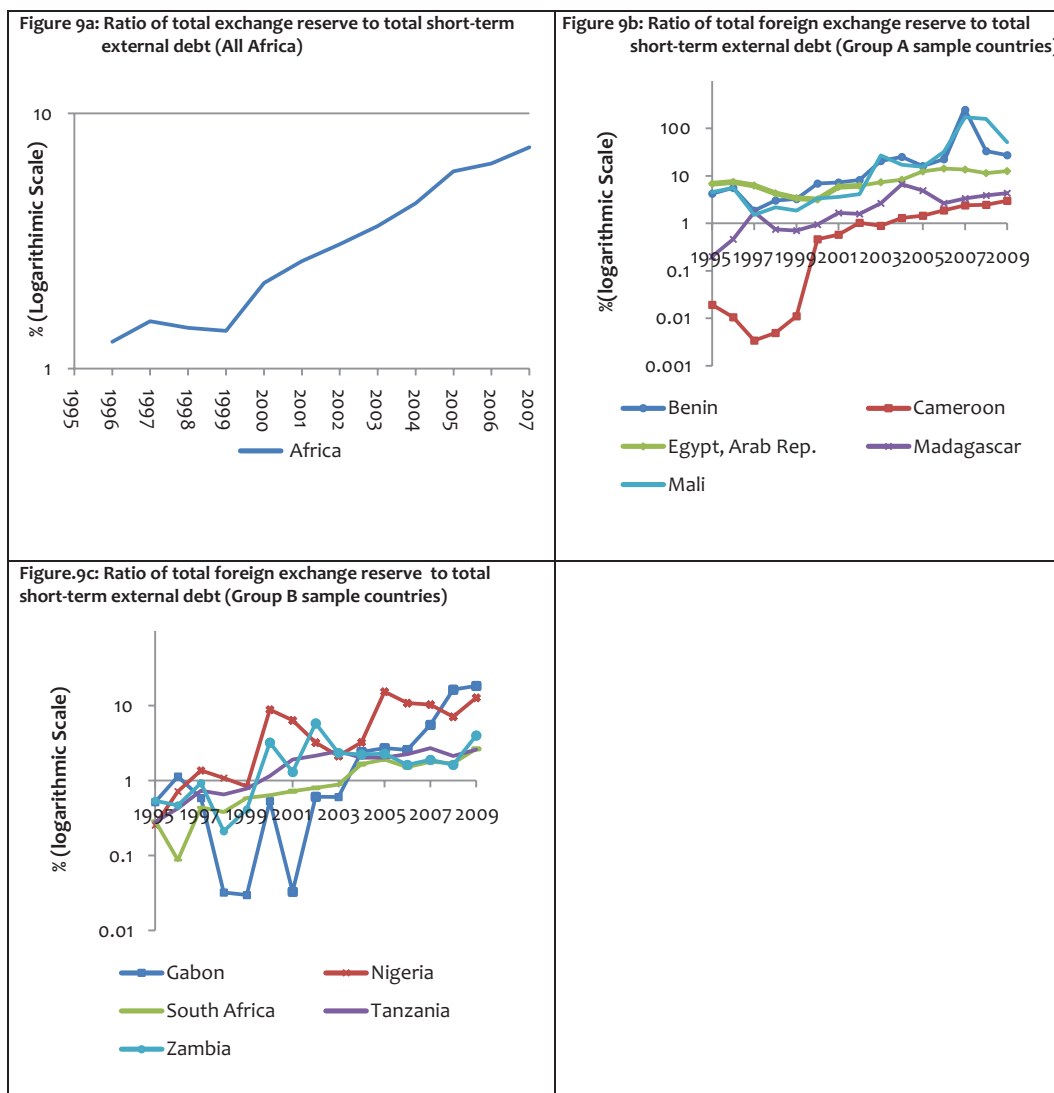 Figure 9a: Ratio of total exchange reserve to total short-term
external debt (All Africa)
% (Logarithimic Scale)
10
1
1995
1996
1997
1998
1999
2000
2001
2002
2003
2004
2005
2006
2007
Africa
Figure 9b: Ratio of total foreign exchange reserve to total
short-term external debt (Group A sample countries)
%(logarithmic Scale)
100
10
1
0.1
0.01
0.001
1995 1997 1999 2001 2003 2005 2007 2009
Benin Cameroon
Egypt, Arab Rep. Madagascar
Mali
Figure.9c: Ratio of total foreign exchange reserve to total
short-term external debt (Group B sample countries)
% (logarithmic Scale)
10
1
0.1
0.01
1995 1997 1999 2001 2003 2005 2007 2009
Gabon Nigeria
South Africa Tanzania
Zambia